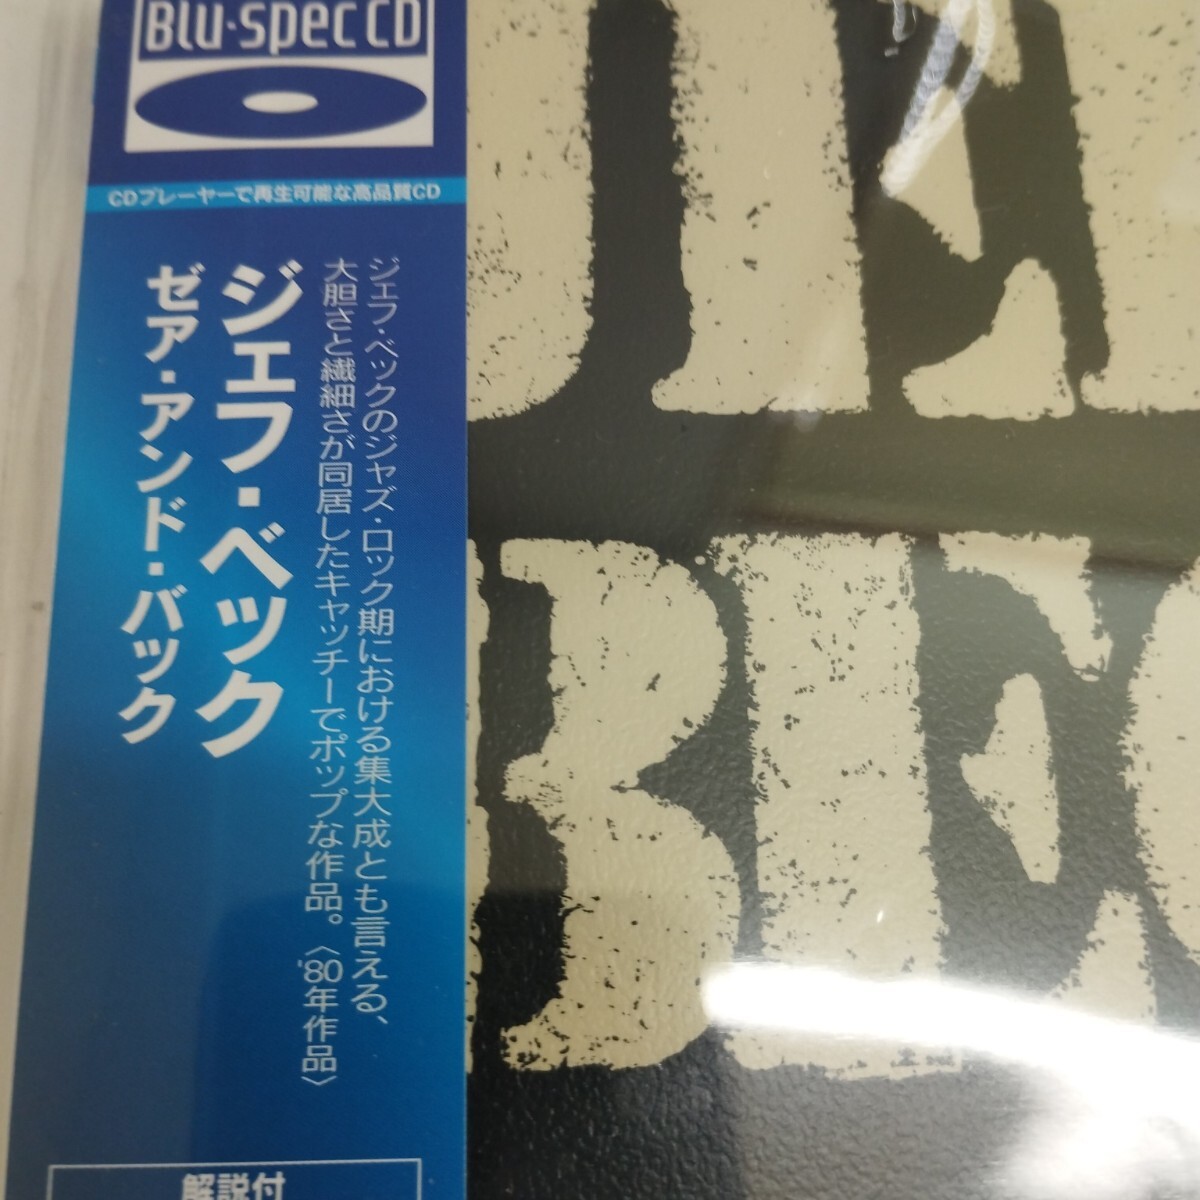 Blu-spec CD
CDプレーヤーで再生可能な高品質CD
ジェフ・ベックのジャズ・ロック期における集大成とも言える、
大胆さと繊細さが同居したキャッチーでポップな作品。〈'80年作品〉
ジェフ・ベック
ゼア・アンド・バック
解説付
JEF
BEC